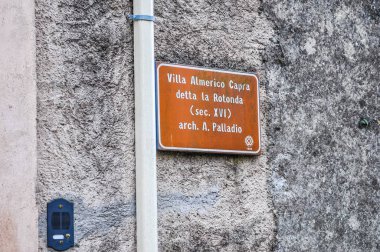 Villa Almerico Capra
detta la Rotonda
(sec. XVI)
arch. A. Palladio